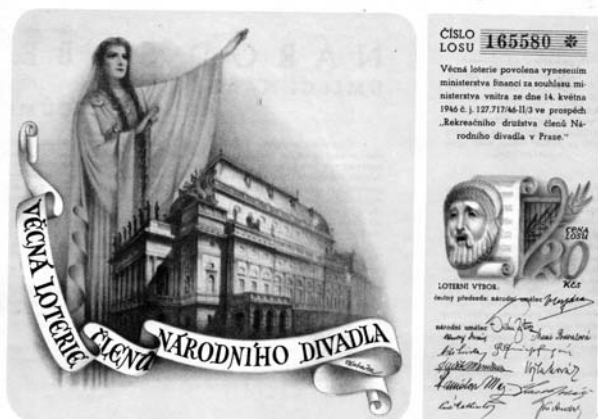 VĚCNÁ LOTERIE
ČLENŮ
NÁRODNÍHO DIVADLA
ČÍSLO
LOSU 165580 ✽
Věcná loterie povolena vynesením
ministerstva financí za souhlasu mi-
nisterstva vnitra ze dne 14. května
1946 č. j. 127.717/46-II/3 ve prospěch
„Rekreačního družstva členů Ná-
rodního divadla v Praze.“
CENA
LOSU
20
KČS
LOTERNÍ VÝBOR:
čestný předseda národní umělec
národní umělec